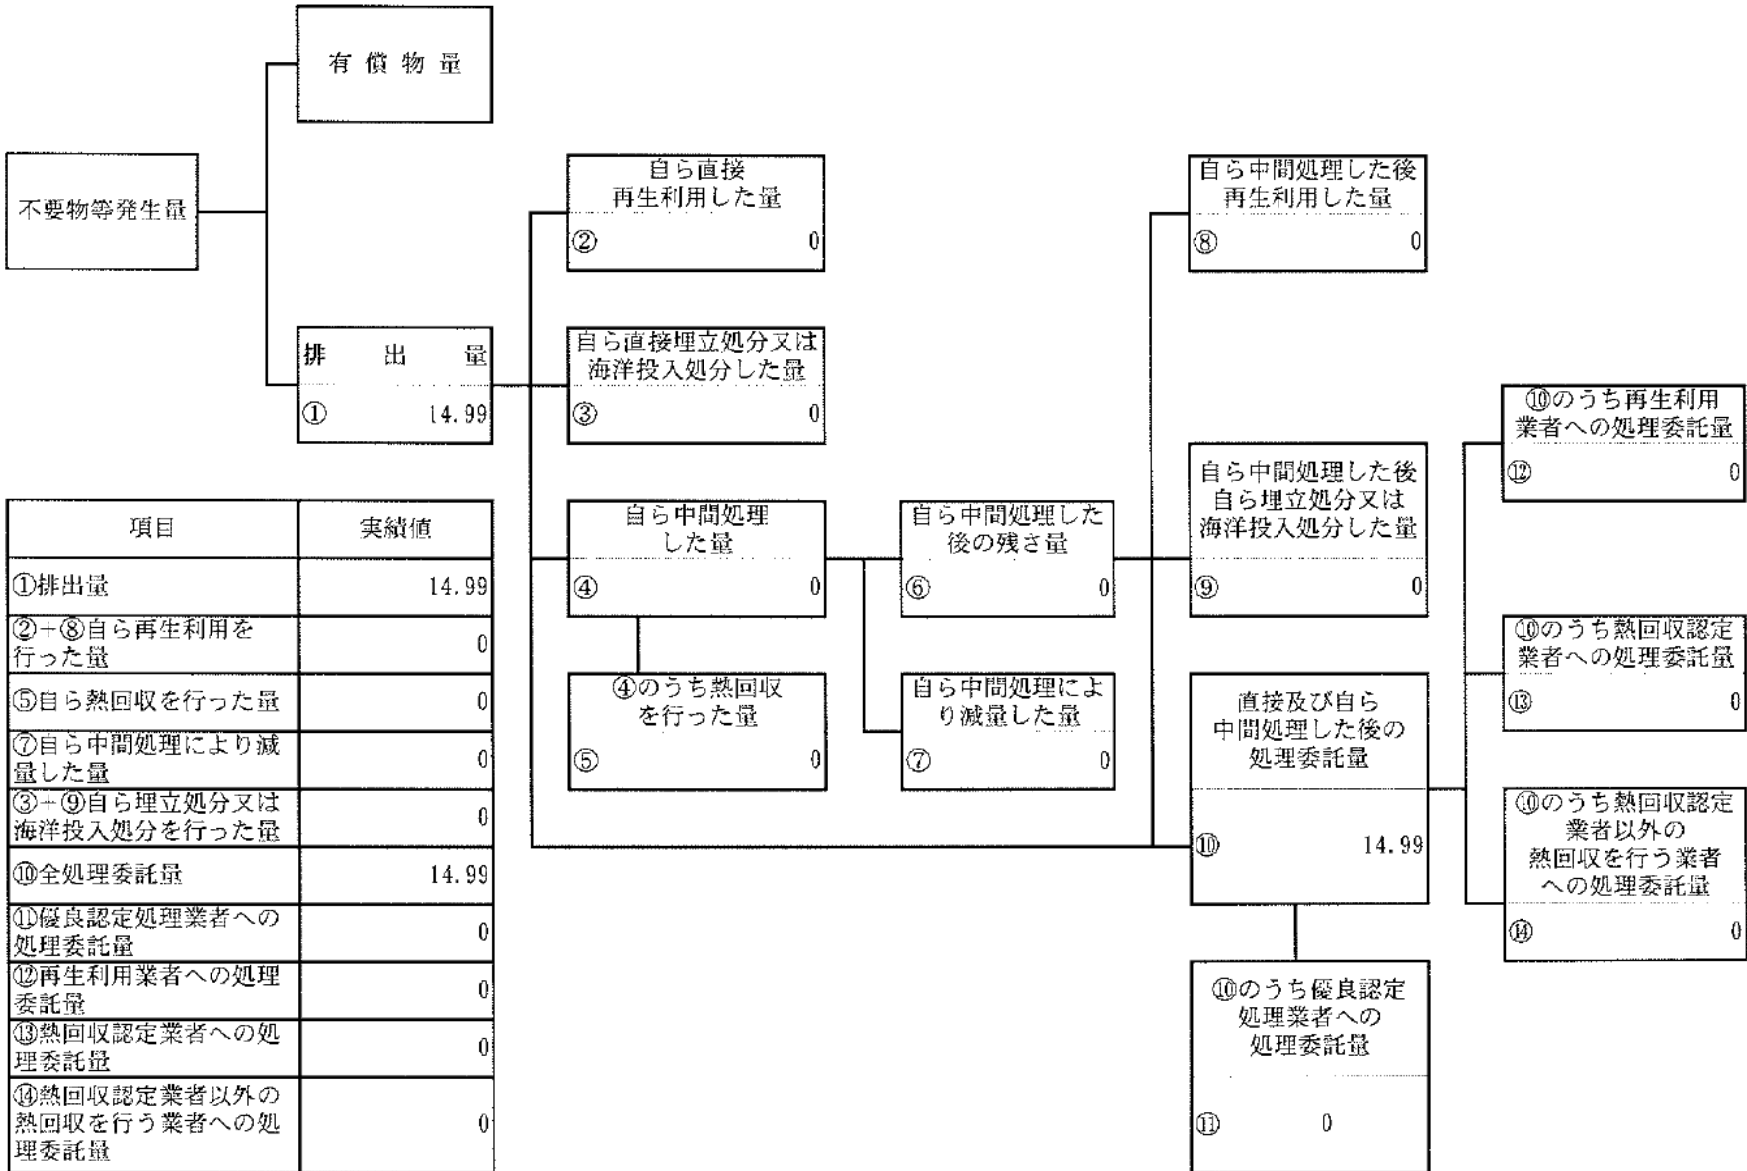 有償物量
不要物等発生量
排出量
① 14.99
自ら直接
再生利用した量
② 0
自ら直接埋立処分又は
海洋投入処分した量
③ 0
自ら中間処理
した量
④ 0
④のうち熱回収
を行った量
⑤ 0
自ら中間処理した
後の残さ量
⑥ 0
自ら中間処理によ
り減量した量
⑦ 0
自ら中間処理した後
再生利用した量
⑧ 0
自ら中間処理した後
自ら埋立処分又は
海洋投入処分した量
⑨ 0
直接及び自ら
中間処理した後の
処理委託量
⑩ 14.99
⑩のうち優良認定
処理業者への
処理委託量
⑪ 0
⑩のうち再生利用
業者への処理委託量
⑫ 0
⑩のうち熱回収認定
業者への処理委託量
⑬ 0
⑩のうち熱回収認定
業者以外の
熱回収を行う業者
への処理委託量
⑭ 0
項目 実績値
①排出量 14.99
②+⑧自ら再生利用を
行った量 0
⑤自ら熱回収を行った量 0
⑦自ら中間処理により減
量した量 0
③+⑨自ら埋立処分又は
海洋投入処分を行った量 0
⑩全処理委託量 14.99
⑪優良認定処理業者への
処理委託量 0
⑫再生利用業者への処理
委託量 0
⑬熱回収認定業者への処
理委託量 0
⑭熱回収認定業者以外の
熱回収を行う業者への処
理委託量 0